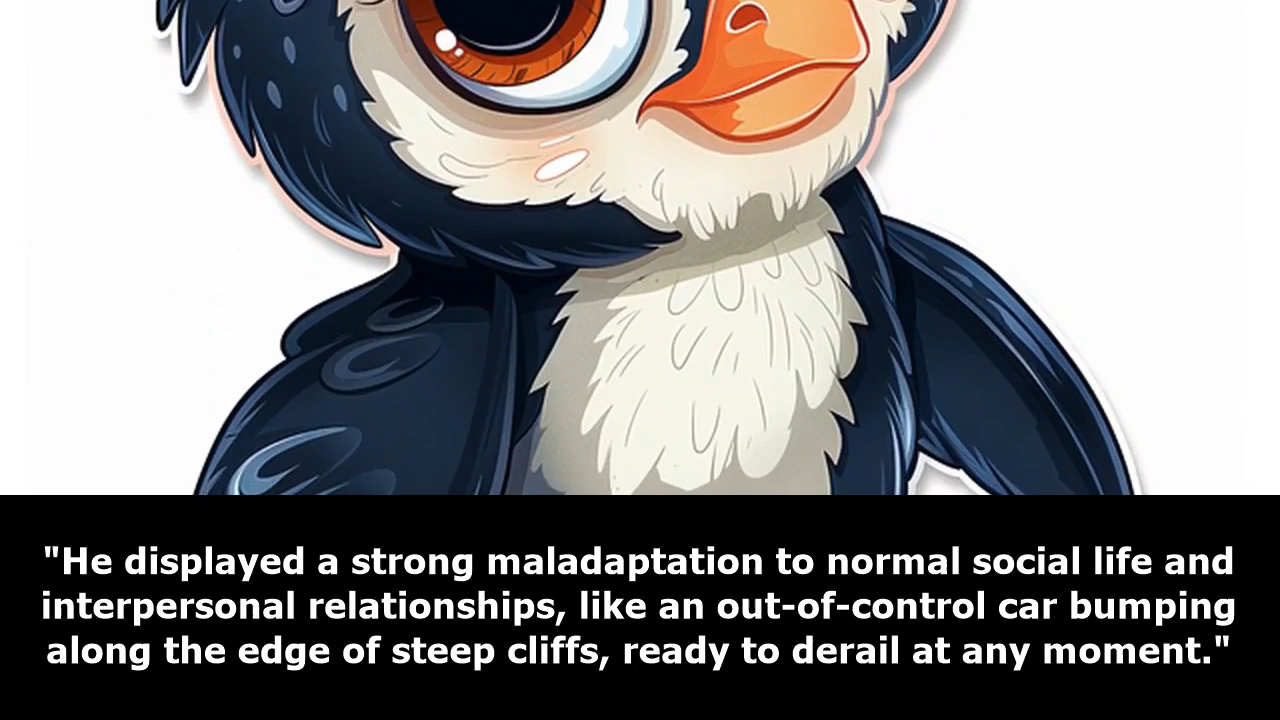 "He displayed a strong maladaptation to normal social life and
interpersonal relationships, like an out-of-control car bumping
along the edge of steep cliffs, ready to derail at any moment."